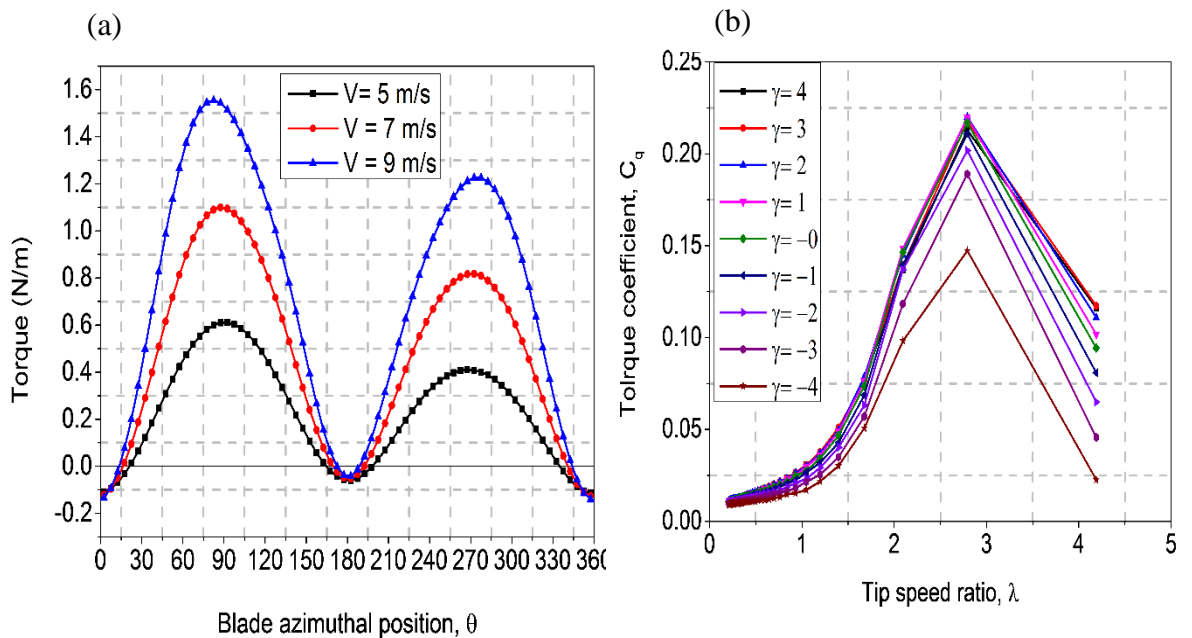 (a)
1.6
1.4
1.2
1.0
0.8
0.6
0.4
0.2
0.0
-0.2
Torque (N/m)
V= 5 m/s
V = 7 m/s
V = 9 m/s
0 30 60 90 120 150 180 210 240 270 300 330 360
Blade azimuthal position, θ
(b)
0.25
0.20
0.15
0.10
0.05
0.00
Tolrque coefficient, C_q
γ= 4
γ= 3
γ= 2
γ= 1
γ= −0
γ= −1
γ= −2
γ= −3
γ= −4
0 1 2 3 4 5
Tip speed ratio, λ